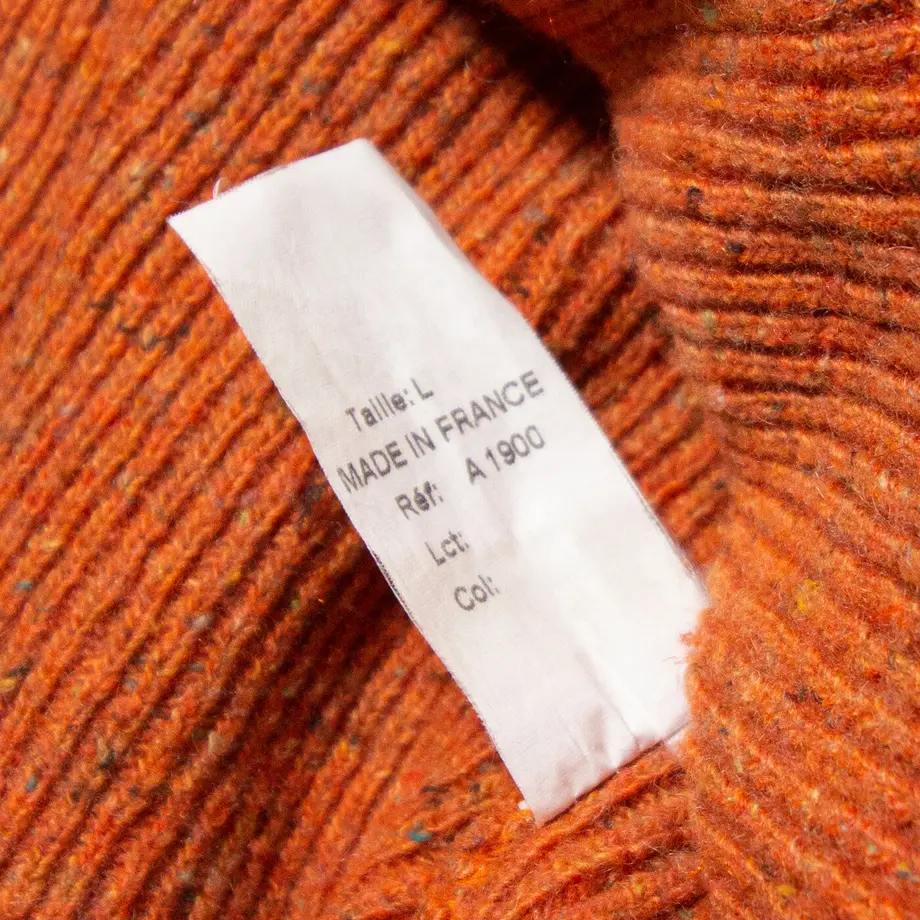 Taille: L
MADE IN FRANCE
Réf: A 1900
Lct:
Col: